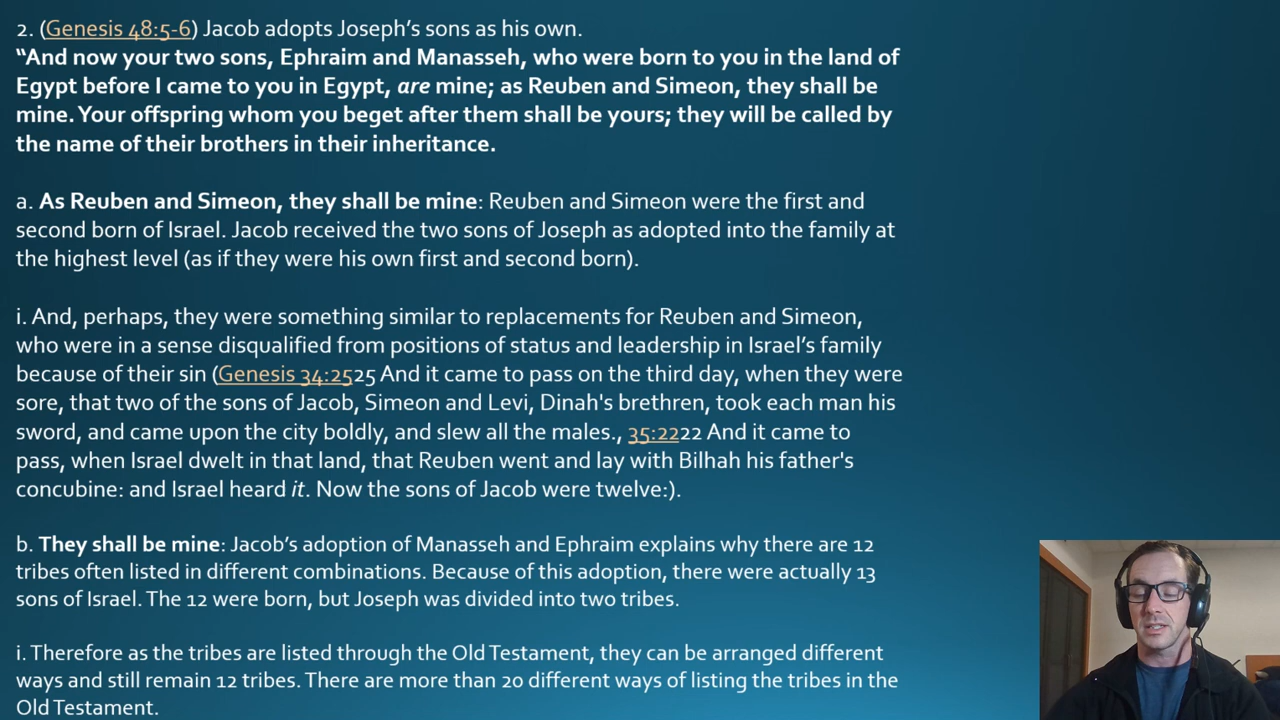 2. (Genesis 48:5-6) Jacob adopts Joseph's sons as his own.
“And now your two sons, Ephraim and Manasseh, who were born to you in the land of
Egypt before I came to you in Egypt, are mine; as Reuben and Simeon, they shall be
mine. Your offspring whom you beget after them shall be yours; they will be called by
the name of their brothers in their inheritance.
a. As Reuben and Simeon, they shall be mine: Reuben and Simeon were the first and
second born of Israel. Jacob received the two sons of Joseph as adopted into the family at
the highest level (as if they were his own first and second born).
i. And, perhaps, they were something similar to replacements for Reuben and Simeon,
who were in a sense disqualified from positions of status and leadership in Israel's family
because of their sin (Genesis 34:2525 And it came to pass on the third day, when they were
sore, that two of the sons of Jacob, Simeon and Levi, Dinah's brethren, took each man his
sword, and came upon the city boldly, and slew all the males., 35:2222 And it came to
pass, when Israel dwelt in that land, that Reuben went and lay with Bilhah his father's
concubine: and Israel heard it. Now the sons of Jacob were twelve:).
b. They shall be mine: Jacob's adoption of Manasseh and Ephraim explains why there are 12
tribes often listed in different combinations. Because of this adoption, there were actually 13
sons of Israel. The 12 were born, but Joseph was divided into two tribes.
i. Therefore as the tribes are listed through the Old Testament, they can be arranged different
ways and still remain 12 tribes. There are more than 20 different ways of listing the tribes in the
Old Testament.